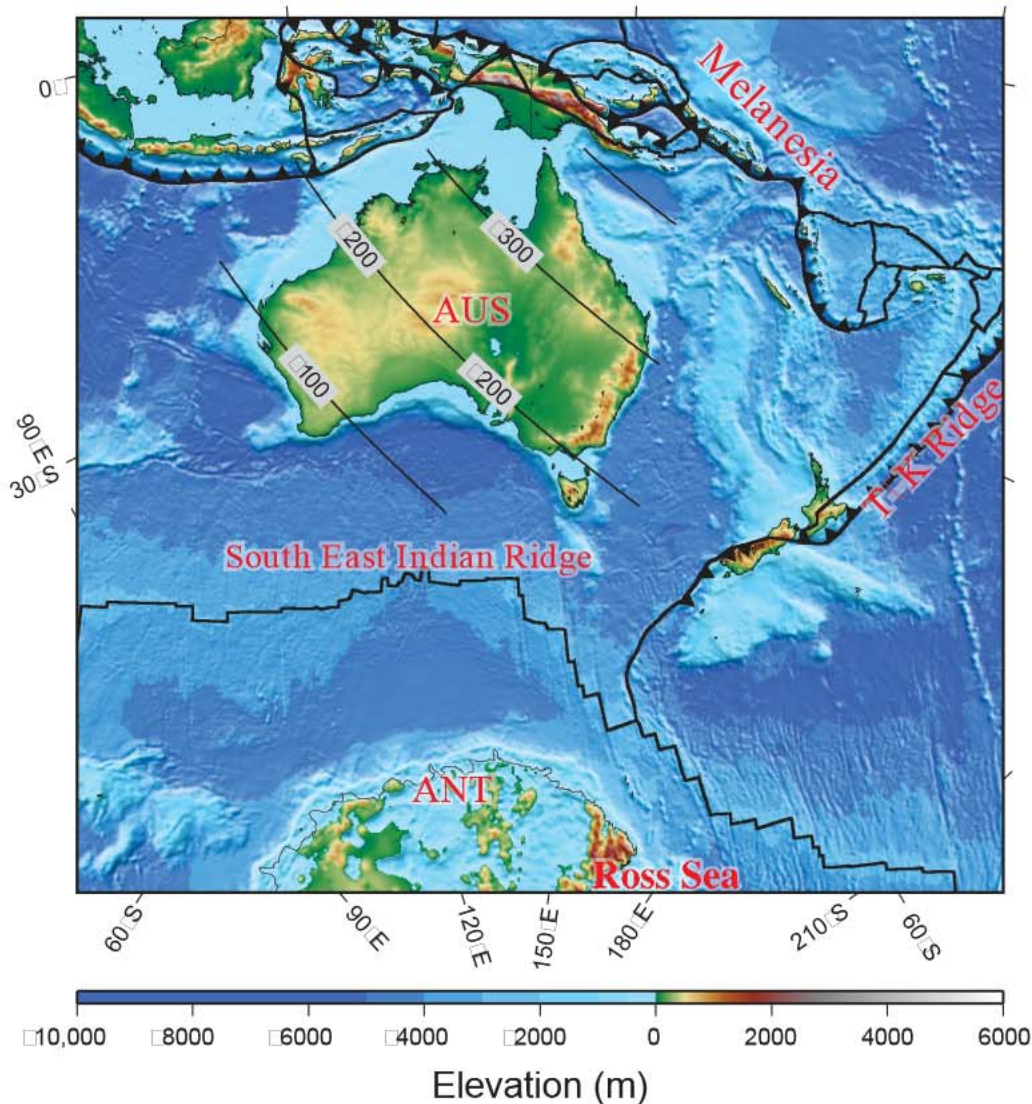 0□
Melanesia
□200
□300
AUS
□100
□200
90□E
30□S
T-K Ridge
South East Indian Ridge
ANT
Ross Sea
60□S
90□E
120□E
150□E
180□E
210□S
60□S
□10,000 □8000 □6000 □4000 □2000 0 2000 4000 6000
Elevation (m)